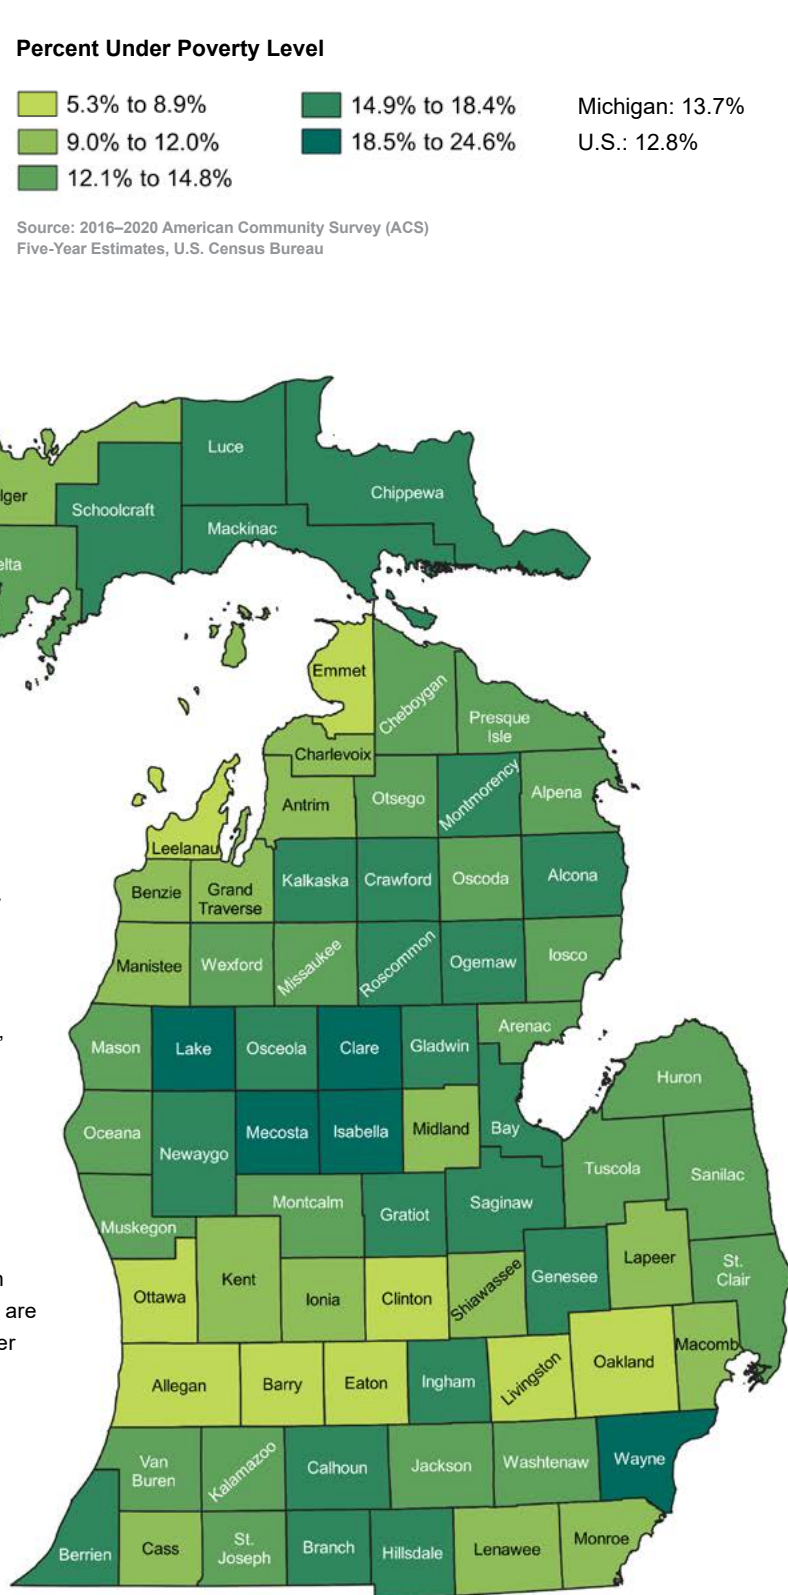 Percent Under Poverty Level
5.3% to 8.9%
14.9% to 18.4%
Michigan: 13.7%
9.0% to 12.0%
18.5% to 24.6%
U.S.: 12.8%
12.1% to 14.8%
Source: 2016–2020 American Community Survey (ACS)
Five-Year Estimates, U.S. Census Bureau
Luce
lger
Schoolcraft
Chippewa
Mackinac
elta
Emmet
Cheboygan
Presque
Isle
Charlevoix
Antrim
Otsego
Montmorency
Alpena
Leelanau
Benzie
Grand
Traverse
Kalkaska
Crawford
Oscoda
Alcona
Manistee
Wexford
Missaukee
Roscommon
Ogemaw
Iosco
Mason
Lake
Osceola
Clare
Gladwin
Arenac
Huron
Oceana
Newaygo
Mecosta
Isabella
Midland
Bay
Tuscola
Sanilac
Muskegon
Montcalm
Gratiot
Saginaw
Ottawa
Kent
Ionia
Clinton
Shiawassee
Genesee
Lapeer
St.
Clair
are
er
Allegan
Barry
Eaton
Ingham
Livingston
Oakland
Macomb
Van
Buren
Kalamazoo
Calhoun
Jackson
Washtenaw
Wayne
Berrien
Cass
St.
Joseph
Branch
Hillsdale
Lenawee
Monroe